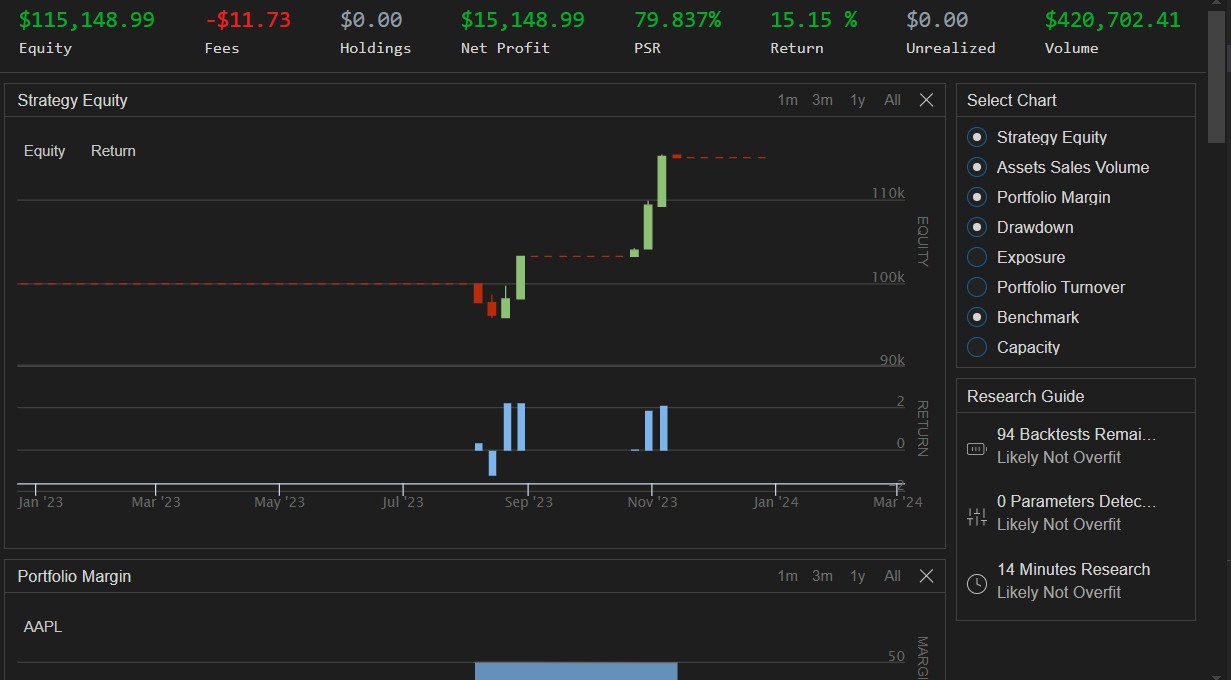 $115,148.99 -$11.73 $0.00 $15,148.99 79.837% 15.15 % $0.00 $420,702.41
Equity Fees Holdings Net Profit PSR Return Unrealized Volume
Strategy Equity 1m 3m 1y All
Equity Return
110k
100k
90k
EQUITY
2
0
-2
RETURN
Jan '23 Mar '23 May '23 Jul '23 Sep '23 Nov '23 Jan '24 Mar '24
Portfolio Margin 1m 3m 1y All
AAPL
50
Select Chart
Strategy Equity
Assets Sales Volume
Portfolio Margin
Drawdown
Exposure
Portfolio Turnover
Benchmark
Capacity
Research Guide
94 Backtests Remai...
Likely Not Overfit
0 Parameters Detec...
Likely Not Overfit
14 Minutes Research
Likely Not Overfit